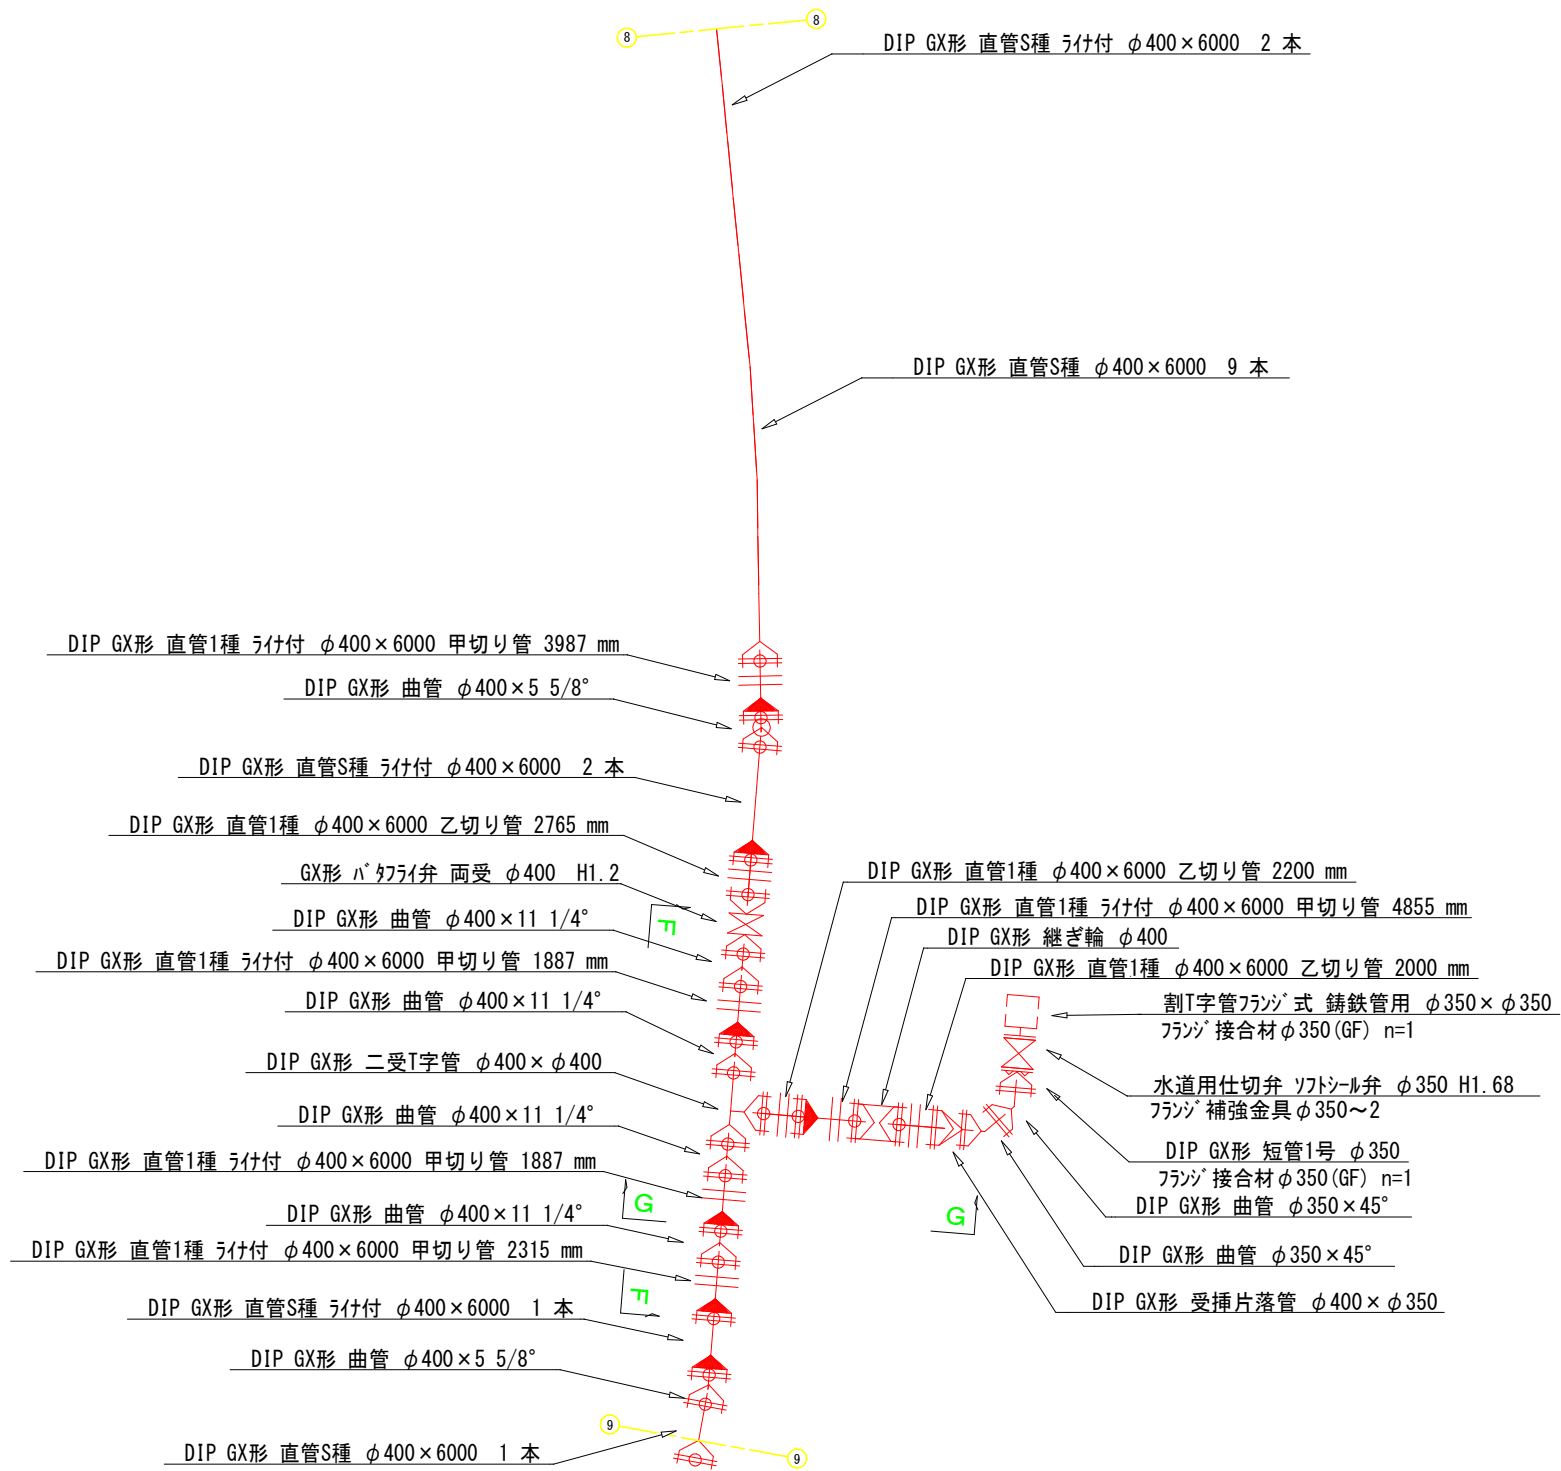 8
8
DIP GX形 直管S種 ﾗｲﾅ付 φ400×6000 2 本
DIP GX形 直管S種 φ400×6000 9 本
DIP GX形 直管1種 ﾗｲﾅ付 φ400×6000 甲切り管 3987 mm
DIP GX形 曲管 φ400×5 5/8°
DIP GX形 直管S種 ﾗｲﾅ付 φ400×6000 2 本
DIP GX形 直管1種 φ400×6000 乙切り管 2765 mm
GX形 ﾊﾞﾀﾌﾗｲ弁 両受 φ400 H1.2
F
DIP GX形 曲管 φ400×11 1/4°
DIP GX形 直管1種 ﾗｲﾅ付 φ400×6000 甲切り管 1887 mm
DIP GX形 曲管 φ400×11 1/4°
DIP GX形 二受T字管 φ400×φ400
DIP GX形 曲管 φ400×11 1/4°
DIP GX形 直管1種 ﾗｲﾅ付 φ400×6000 甲切り管 1887 mm
G
DIP GX形 曲管 φ400×11 1/4°
DIP GX形 直管1種 ﾗｲﾅ付 φ400×6000 甲切り管 2315 mm
F
DIP GX形 直管S種 ﾗｲﾅ付 φ400×6000 1 本
DIP GX形 曲管 φ400×5 5/8°
9
9
DIP GX形 直管S種 φ400×6000 1 本
DIP GX形 直管1種 φ400×6000 乙切り管 2200 mm
DIP GX形 直管1種 ﾗｲﾅ付 φ400×6000 甲切り管 4855 mm
DIP GX形 継ぎ輪 φ400
DIP GX形 直管1種 φ400×6000 乙切り管 2000 mm
割T字管ﾌﾗﾝｼﾞ式 鋳鉄管用 φ350×φ350
ﾌﾗﾝｼﾞ接合材φ350(GF) n=1
水道用仕切弁 ｿﾌﾄｼｰﾙ弁 φ350 H1.68
ﾌﾗﾝｼﾞ補強金具φ350～2
DIP GX形 短管1号 φ350
ﾌﾗﾝｼﾞ接合材φ350(GF) n=1
DIP GX形 曲管 φ350×45°
G
DIP GX形 曲管 φ350×45°
DIP GX形 受挿片落管 φ400×φ350